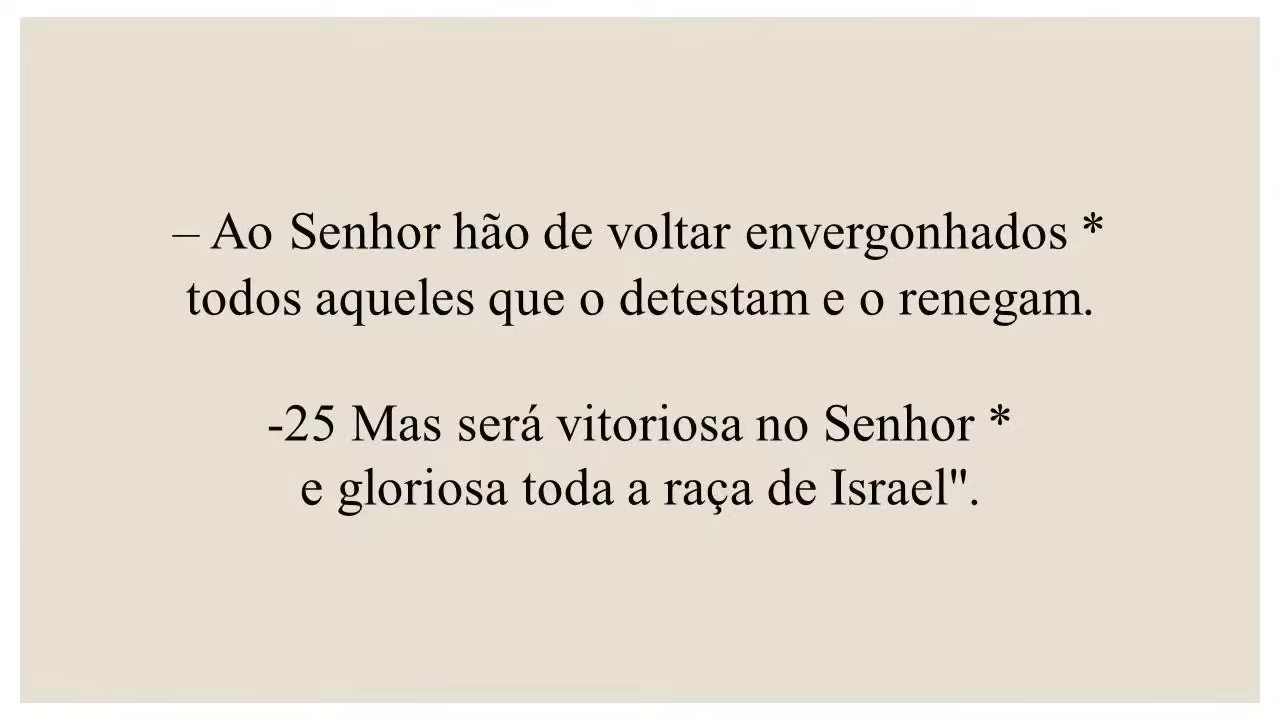 – Ao Senhor hão de voltar envergonhados *
todos aqueles que o detestam e o renegam.
-25 Mas será vitoriosa no Senhor *
e gloriosa toda a raça de Israel".